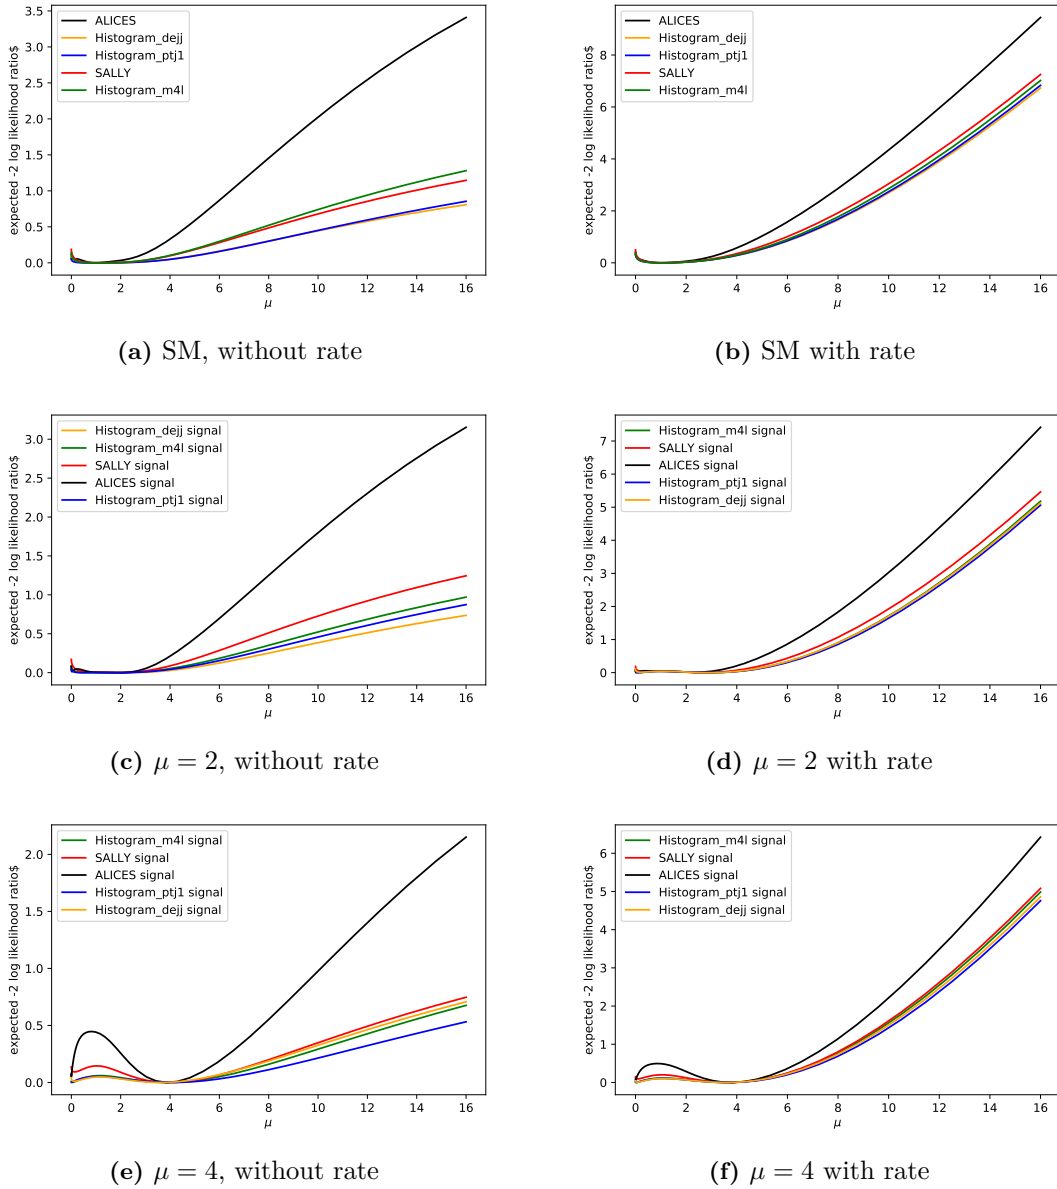 3.5
3.0
2.5
2.0
1.5
1.0
0.5
0.0
expected -2 log likelihood ratio$
ALICES
Histogram_dejj
Histogram_ptj1
SALLY
Histogram_m4l
0 2 4 6 8 10 12 14 16
μ
(a) SM, without rate
8
6
4
2
0
expected -2 log likelihood ratio$
ALICES
Histogram_dejj
Histogram_ptj1
SALLY
Histogram_m4l
0 2 4 6 8 10 12 14 16
μ
(b) SM with rate
3.0
2.5
2.0
1.5
1.0
0.5
0.0
expected -2 log likelihood ratio$
Histogram_dejj signal
Histogram_m4l signal
SALLY signal
ALICES signal
Histogram_ptj1 signal
0 2 4 6 8 10 12 14 16
μ
(c) μ = 2, without rate
7
6
5
4
3
2
1
0
expected -2 log likelihood ratio$
Histogram_m4l signal
SALLY signal
ALICES signal
Histogram_ptj1 signal
Histogram_dejj signal
0 2 4 6 8 10 12 14 16
μ
(d) μ = 2 with rate
2.0
1.5
1.0
0.5
0.0
expected -2 log likelihood ratio$
Histogram_m4l signal
SALLY signal
ALICES signal
Histogram_ptj1 signal
Histogram_dejj signal
0 2 4 6 8 10 12 14 16
μ
(e) μ = 4, without rate
6
5
4
3
2
1
0
expected -2 log likelihood ratio$
Histogram_m4l signal
SALLY signal
ALICES signal
Histogram_ptj1 signal
Histogram_dejj signal
0 2 4 6 8 10 12 14 16
μ
(f) μ = 4 with rate